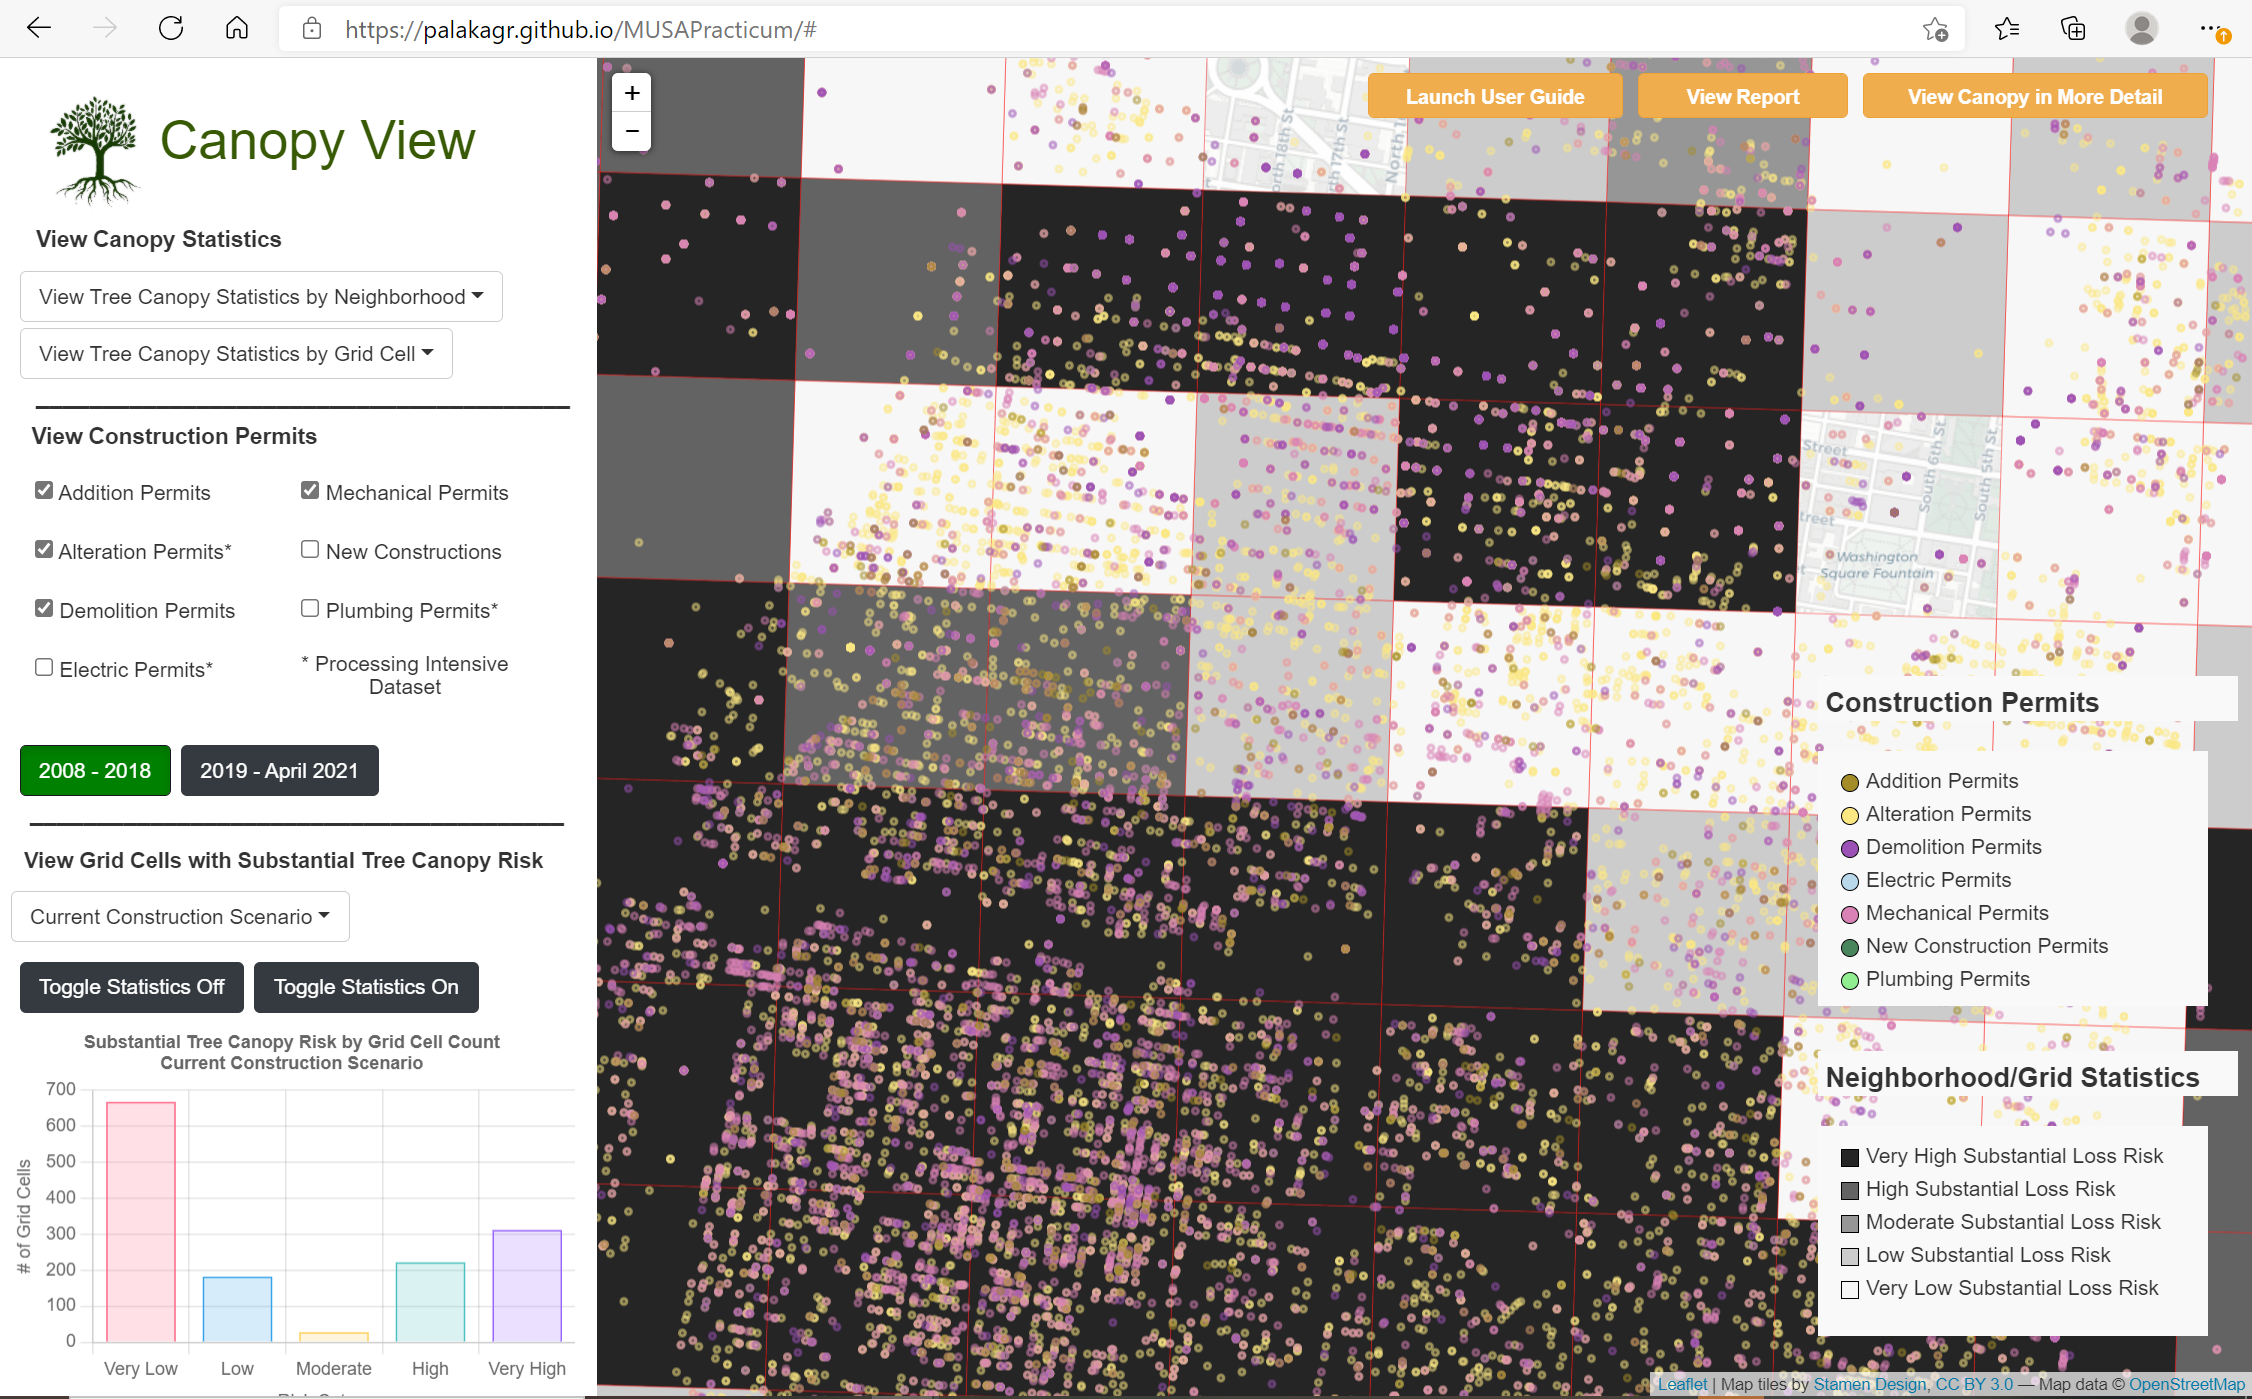 https://palakagr.github.io/MUSAPracticum/#
Canopy View
View Canopy Statistics
View Tree Canopy Statistics by Neighborhood
View Tree Canopy Statistics by Grid Cell
View Construction Permits
Addition Permits
Mechanical Permits
Alteration Permits*
New Constructions
Demolition Permits
Plumbing Permits*
Electric Permits*
* Processing Intensive
Dataset
2008 - 2018
2019 - April 2021
View Grid Cells with Substantial Tree Canopy Risk
Current Construction Scenario
Toggle Statistics Off
Toggle Statistics On
Substantial Tree Canopy Risk by Grid Cell Count
Current Construction Scenario
# of Grid Cells
700
600
500
400
300
200
100
0
Very Low
Low
Moderate
High
Very High
+
−
Launch User Guide
View Report
View Canopy in More Detail
orth 18th St
rth 17th St
North 1
Street
treet
South 6th St
South 5th St
Washington
Square Fountain
Construction Permits
Addition Permits
Alteration Permits
Demolition Permits
Electric Permits
Mechanical Permits
New Construction Permits
Plumbing Permits
Neighborhood/Grid Statistics
Very High Substantial Loss Risk
High Substantial Loss Risk
Moderate Substantial Loss Risk
Low Substantial Loss Risk
Very Low Substantial Loss Risk
Leaflet | Map tiles by Stamen Design, CC BY 3.0 — Map data © OpenStreetMap